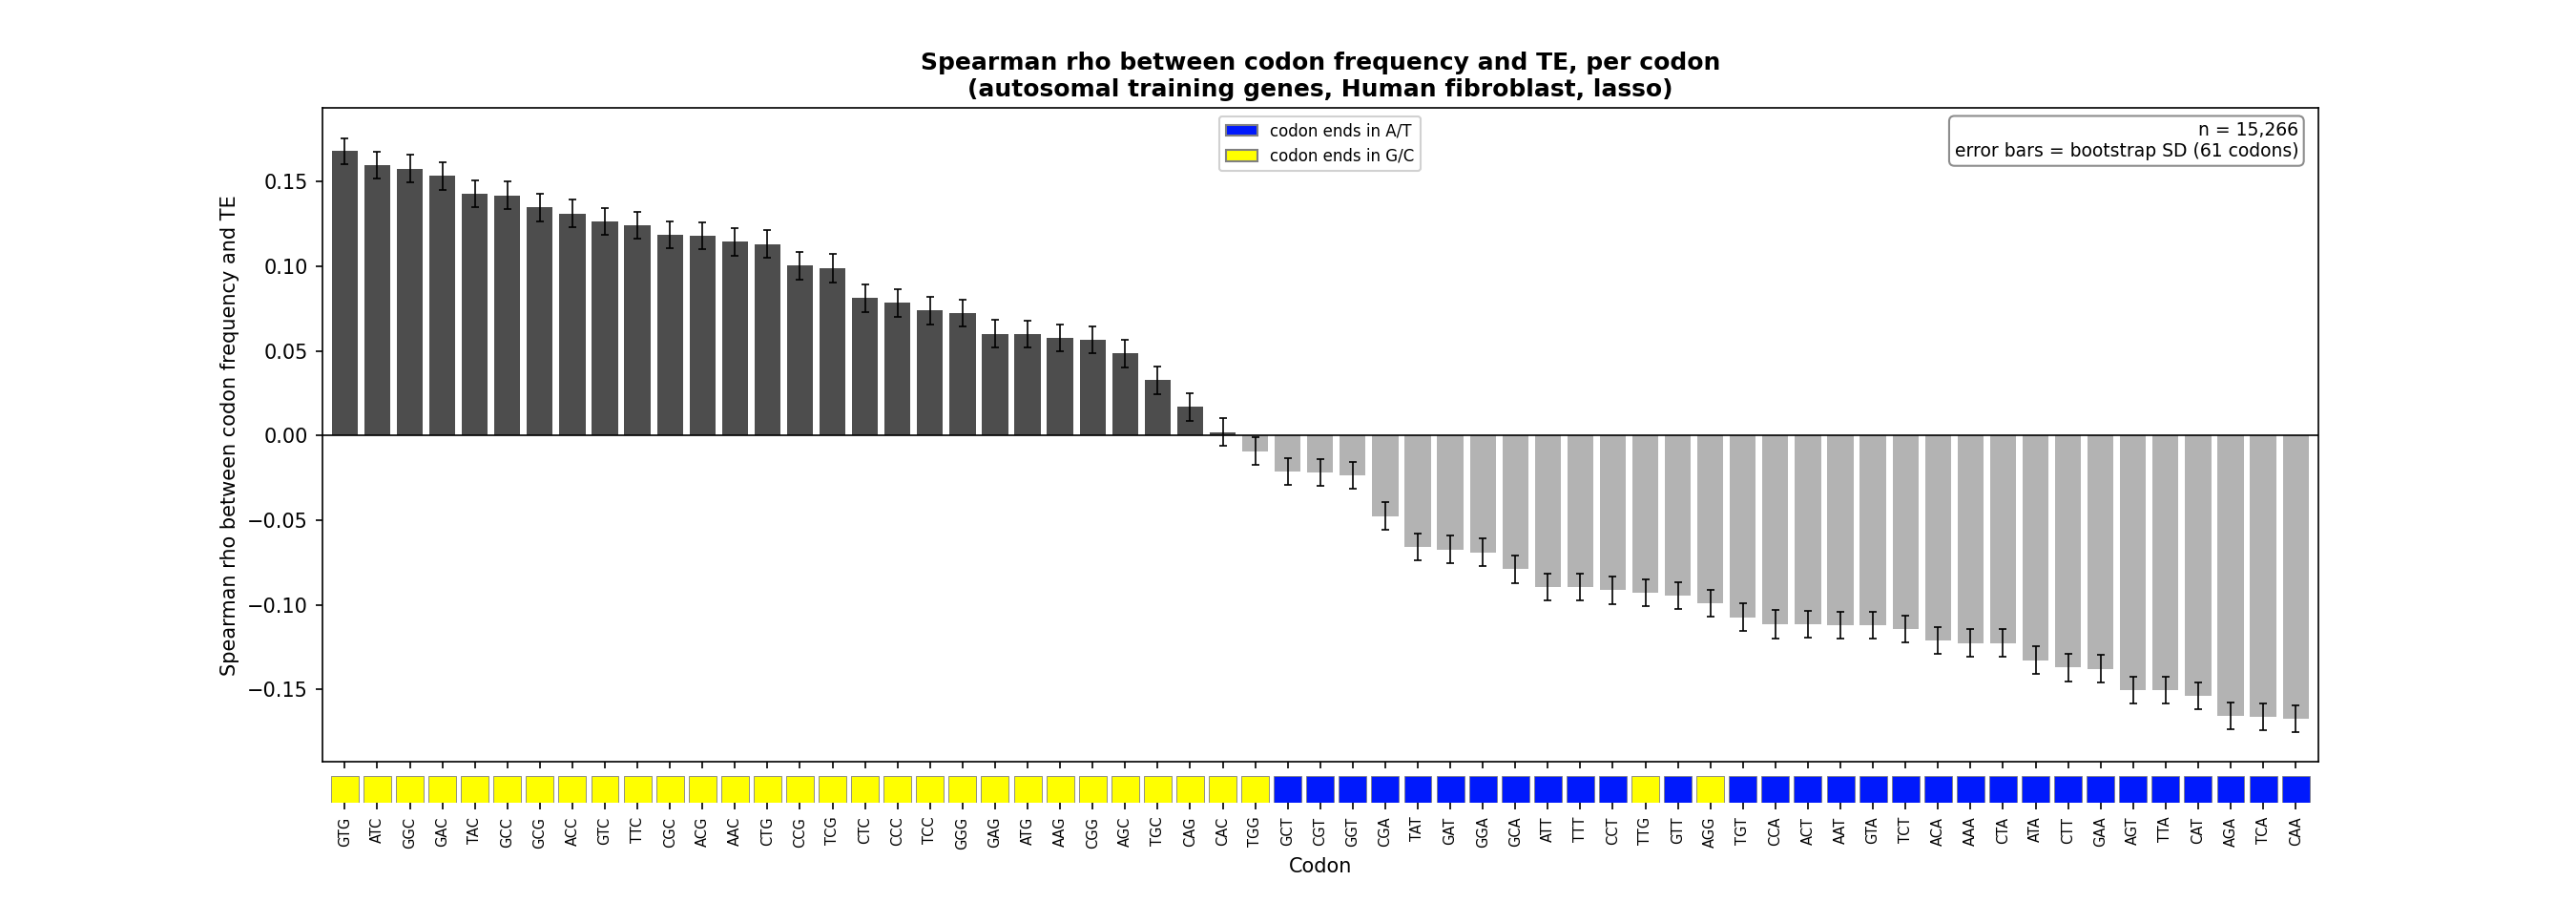 Spearman rho between codon frequency and TE, per codon
(autosomal training genes, Human fibroblast, lasso)
codon ends in A/T
codon ends in G/C
n = 15,266
error bars = bootstrap SD (61 codons)
Spearman rho between codon frequency and TE
0.15
0.10
0.05
0.00
−0.05
−0.10
−0.15
GTG ATC GGC GAC TAC GCC GCG ACC GTC TTC CGC ACG AAC CTG CCG TCG CTC CCC TCC GGG GAG ATG AAG CGG AGC TGC CAG CAC TGG GCT CGT GGT CGA TAT GAT GGA GCA ATT TTT CCT TTG GTT AGG TGT CCA ACT AAT GTA TCT ACA AAA CTA ATA CTT GAA AGT TTA CAT AGA TCA CAA
Codon